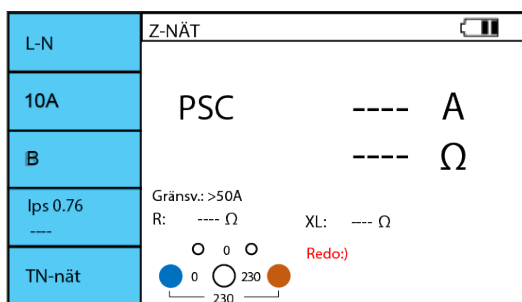 L-N
10A
B
Ips 0.76
----
TN-nät
Z-NÄT
PSC ---- A
---- Ω
Gränsv.: >50A
R: ---- Ω XL: ---- Ω
Redo:)
0
0 230
230